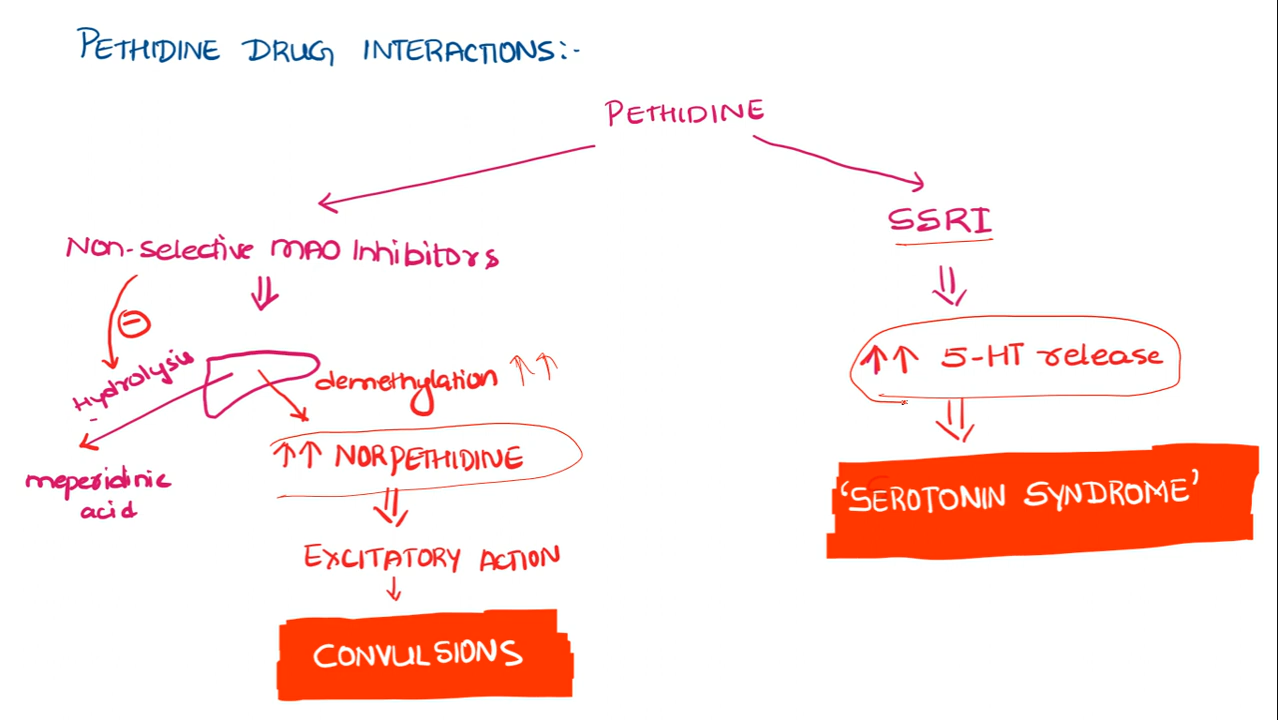 PETHIDINE DRUG INTERACTIONS:-
PETHIDINE
Non-selective MAO Inhibitors
⊖
Hydrolysis
demethylation ↑↑
↑↑ NORPETHIDINE
meperidinic
acid
EXCITATORY ACTION
CONVULSIONS
SSRI
↑↑ 5-HT release
'SEROTONIN SYNDROME'